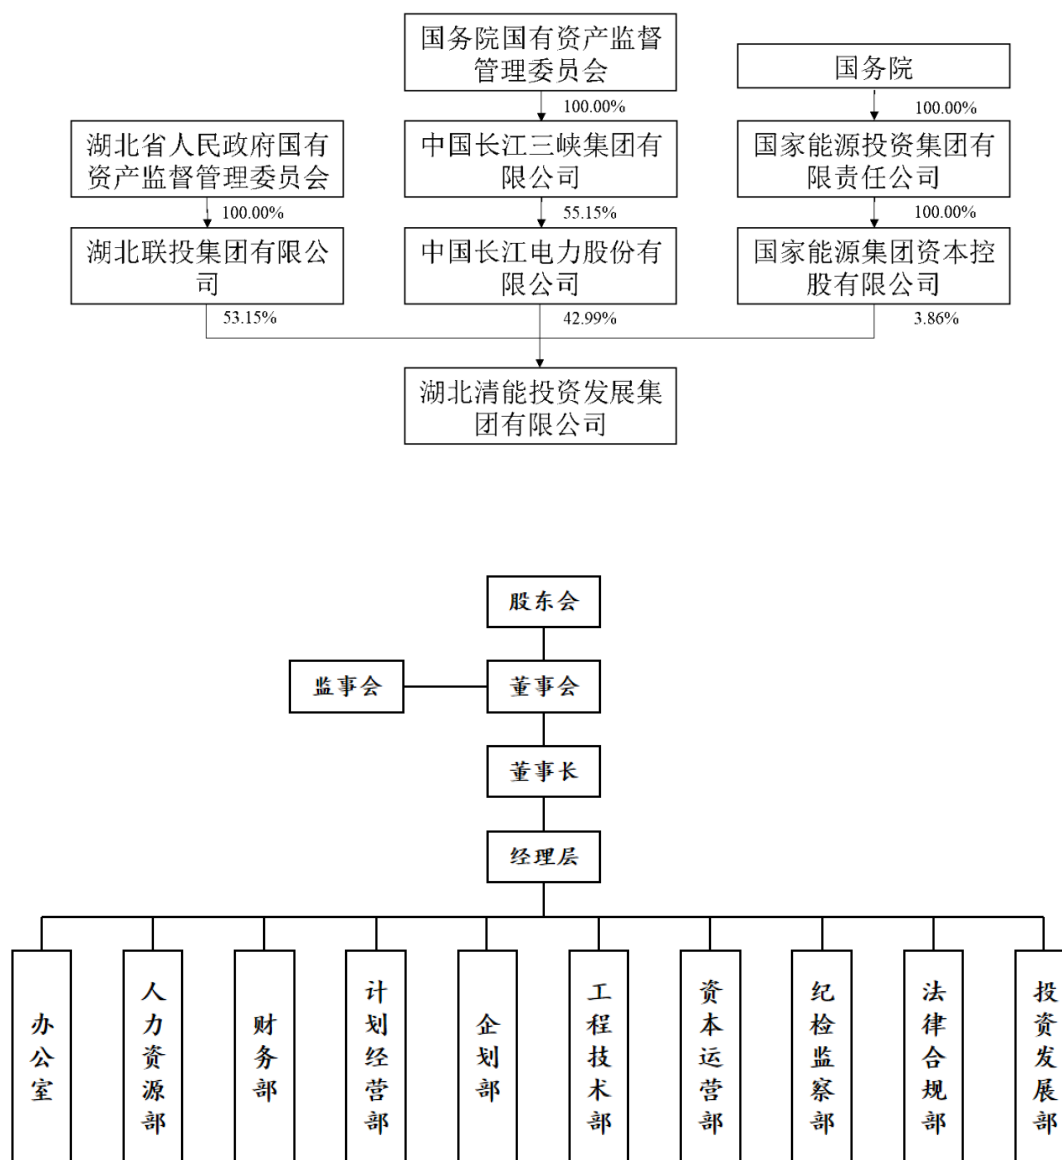 国务院国有资产监督
管理委员会
国务院
100.00%
100.00%
湖北省人民政府国有
资产监督管理委员会
中国长江三峡集团有
限公司
国家能源投资集团有
限责任公司
100.00%
55.15%
100.00%
湖北联投集团有限公
司
中国长江电力股份有
限公司
国家能源集团资本控
股有限公司
53.15%
42.99%
3.86%
湖北清能投资发展集
团有限公司
股东会
监事会
董事会
董事长
经理层
办公室
人力资源部
财务部
计划经营部
企划部
工程技术部
资本运营部
纪检监察部
法律合规部
投资发展部